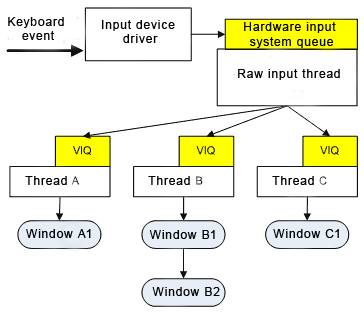 Keyboard
event
Input device
driver
Hardware input
system queue
Raw input thread
VIQ
Thread A
VIQ
Thread B
VIQ
Thread C
Window A1
Window B1
Window C1
Window B2